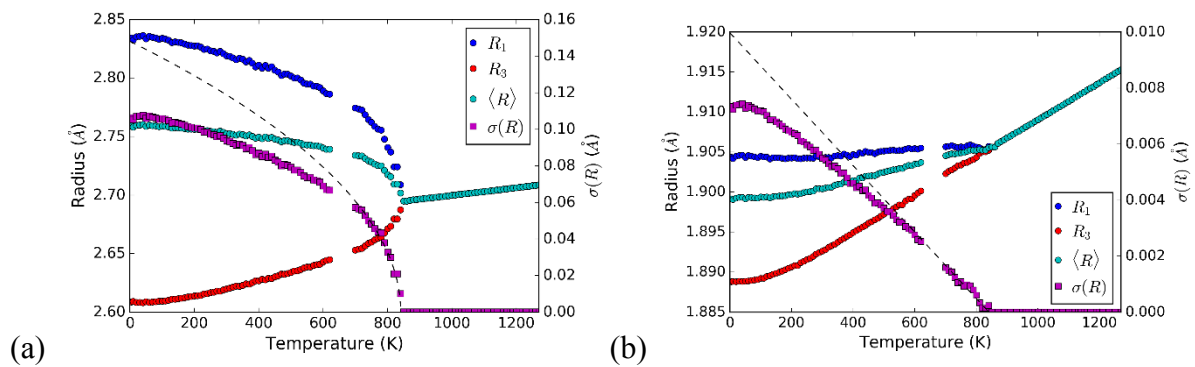 2.85
2.80
2.75
2.70
2.65
2.60
Radius (Å)
0 200 400 600 800 1000 1200
Temperature (K)
0.16
0.14
0.12
0.10
0.08
0.06
0.04
0.02
0.00
σ(R) (Å)
R₁
R₃
⟨R⟩
σ(R)
(a)
1.920
1.915
1.910
1.905
1.900
1.895
1.890
1.885
Radius (Å)
0 200 400 600 800 1000 1200
Temperature (K)
0.010
0.008
0.006
0.004
0.002
0.000
σ(R) (Å)
R₁
R₃
⟨R⟩
σ(R)
(b)